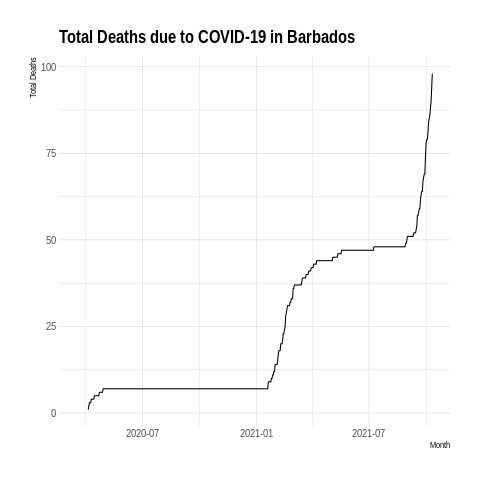 Total Deaths due to COVID-19 in Barbados
Total Deaths
100
75
50
25
0
2020-07
2021-01
2021-07
Month